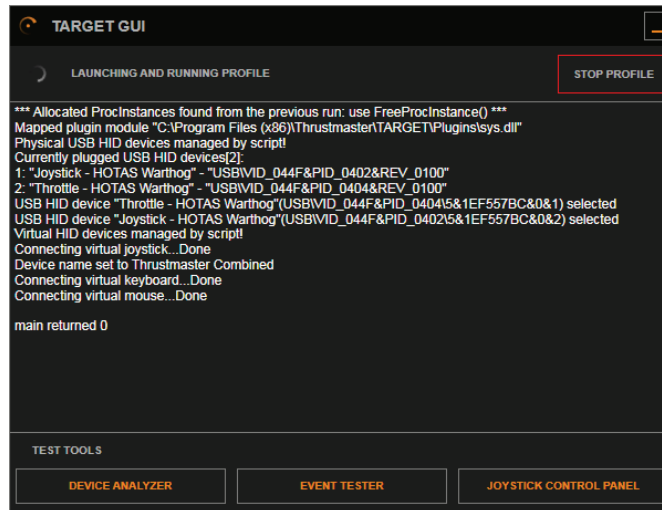 TARGET GUI
LAUNCHING AND RUNNING PROFILE
STOP PROFILE
*** Allocated ProcInstances found from the previous run: use FreeProcInstance() ***
Mapped plugin module "C:\Program Files (x86)\Thrustmaster\TARGET\Plugins\sys.dll"
Physical USB HID devices managed by script!
Currently plugged USB HID devices[2]:
1: "Joystick - HOTAS Warthog" - "USB\VID_044F&PID_0402&REV_0100"
2: "Throttle - HOTAS Warthog" - "USB\VID_044F&PID_0404&REV_0100"
USB HID device "Throttle - HOTAS Warthog"(USB\VID_044F&PID_0404\5&1EF557BC&0&1) selected
USB HID device "Joystick - HOTAS Warthog"(USB\VID_044F&PID_0402\5&1EF557BC&0&2) selected
Virtual HID devices managed by script!
Connecting virtual joystick...Done
Device name set to Thrustmaster Combined
Connecting virtual keyboard...Done
Connecting virtual mouse...Done
main returned 0
TEST TOOLS
DEVICE ANALYZER
EVENT TESTER
JOYSTICK CONTROL PANEL